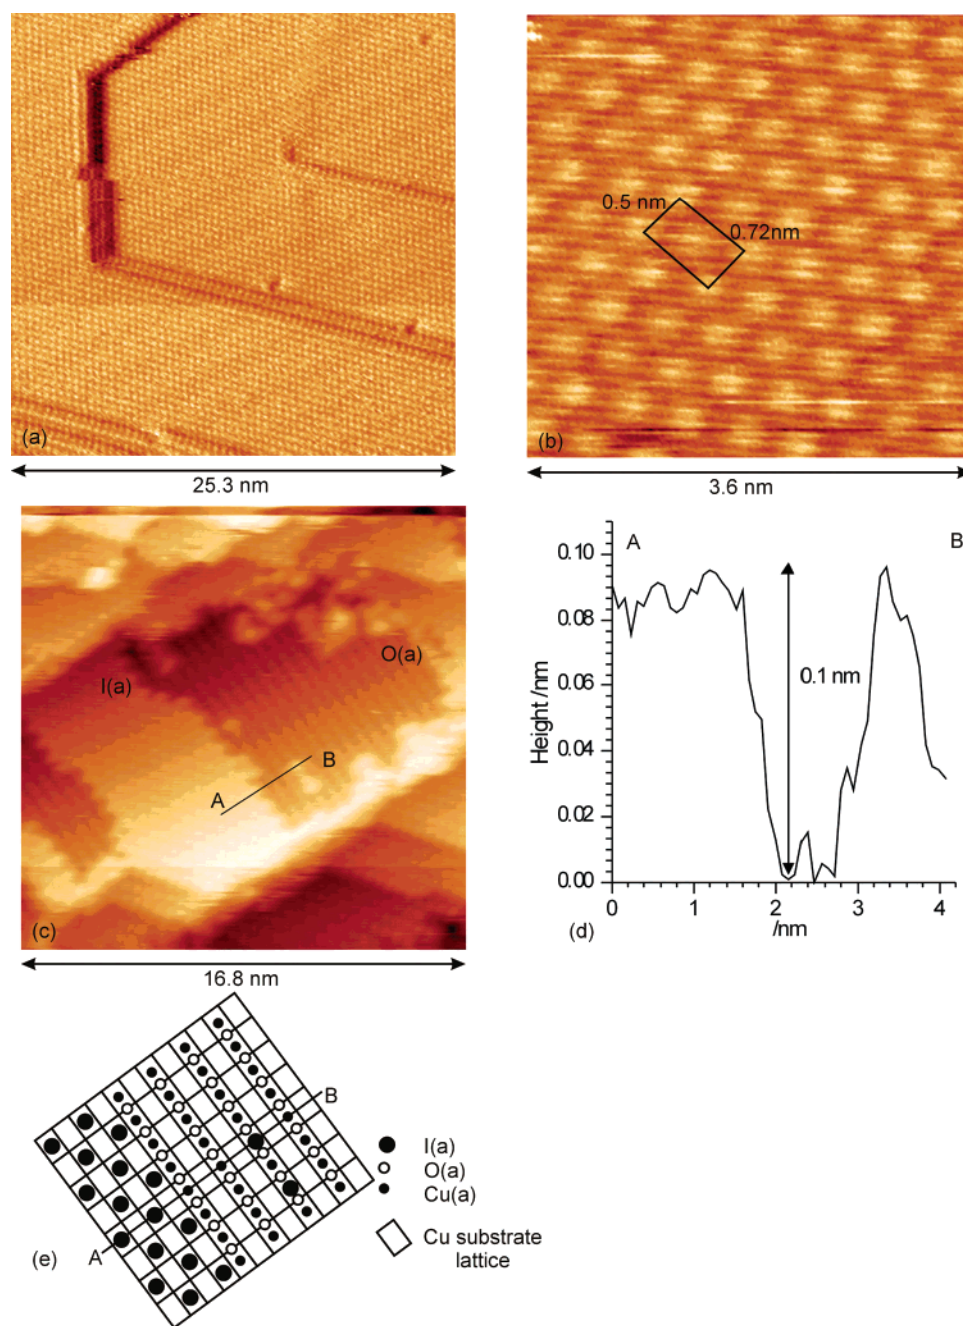 (a)
25.3 nm
0.5 nm
0.72nm
(b)
3.6 nm
I(a)
O(a)
A
B
(c)
16.8 nm
A
B
0.10
0.08
0.06
0.04
0.02
0.00
Height /nm
0.1 nm
0
1
2
3
4
/nm
(d)
A
B
(e)
I(a)
O(a)
Cu(a)
Cu substrate
lattice